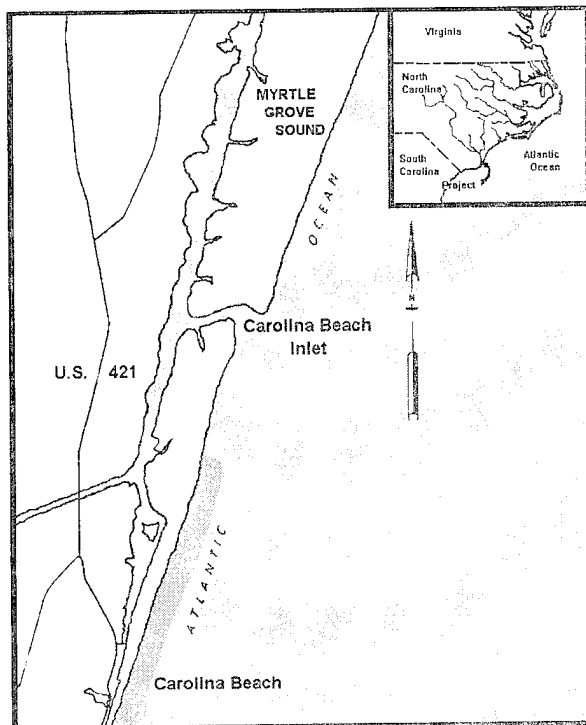 Virginia
North
Carolina
South
Carolina
Project
Atlantic
Ocean
MYRTLE
GROVE
SOUND
OCEAN
N
Carolina Beach
Inlet
U.S. 421
ATLANTIC
Carolina Beach